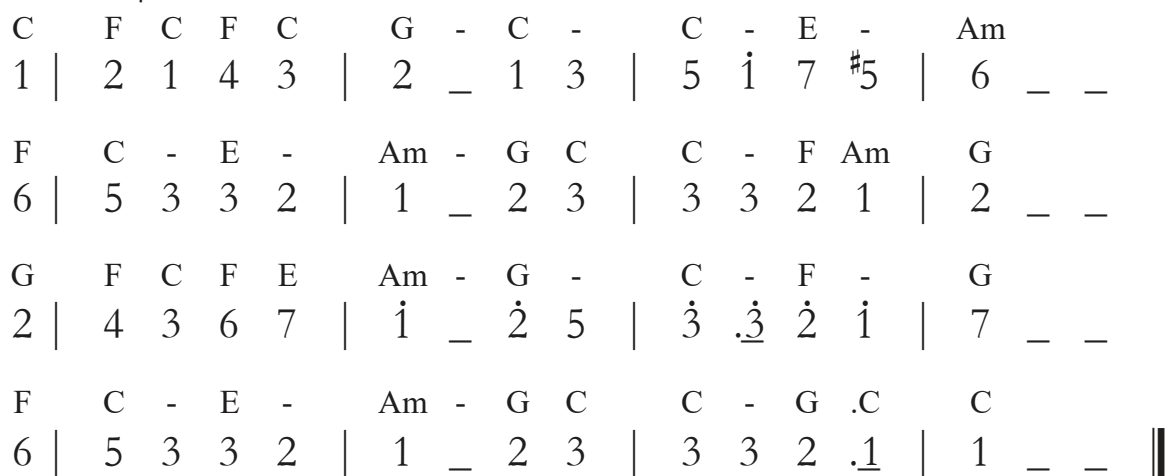 C F C F C G - C - C - E - Am
1 | 2 1 4 3 | 2 _ 1 3 | 5 1̇ 7 ♯5 | 6 _ _
F C - E - Am - G C C - F Am G
6 | 5 3 3 2 | 1 _ 2 3 | 3 3 2 1 | 2 _ _
G F C F E Am - G - C - F - G
2 | 4 3 6 7 | 1̇ _ 2̇ 5 | 3̇ .3̲̇ 2̇ 1̇ | 7 _ _
F C - E - Am - G C C - G .C C
6 | 5 3 3 2 | 1 _ 2 3 | 3 3 2 .1̲ | 1 _ _ ‖